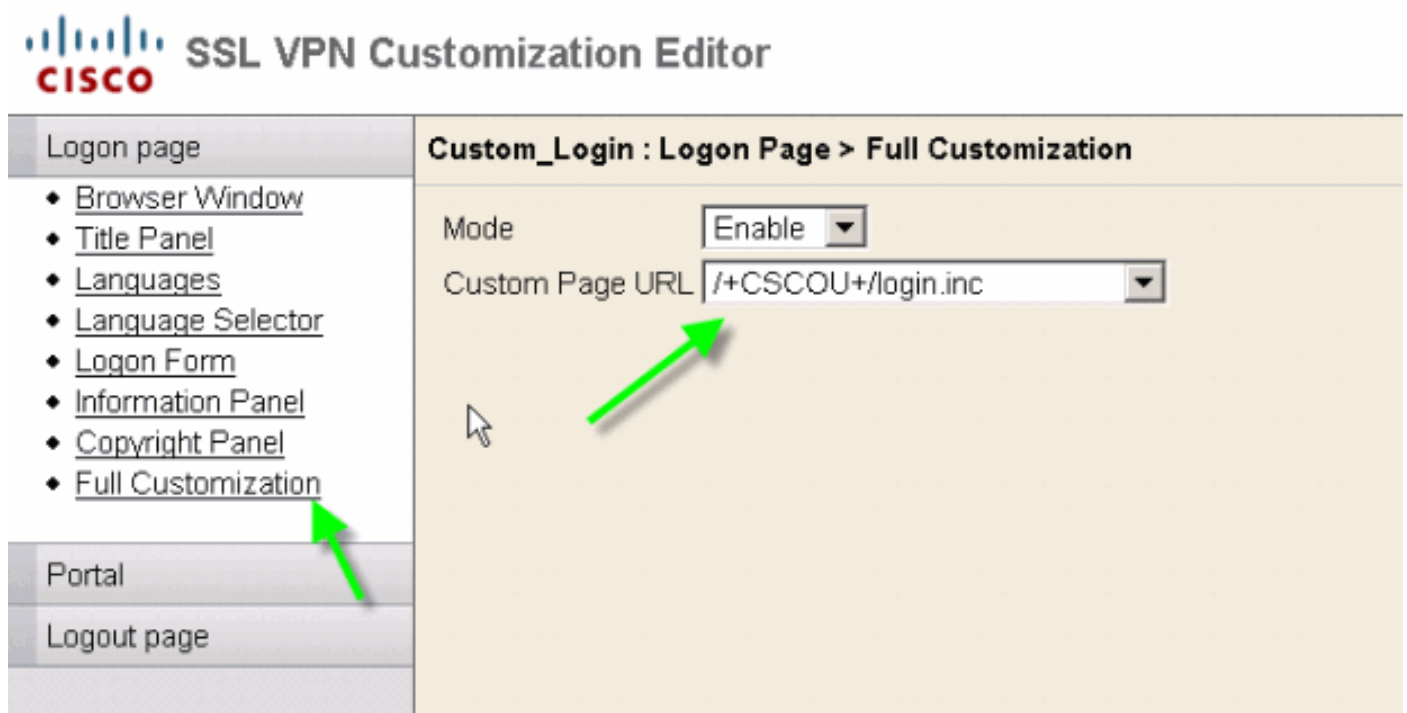 CISCO SSL VPN Customization Editor
Logon page
Browser Window
Title Panel
Languages
Language Selector
Logon Form
Information Panel
Copyright Panel
Full Customization
Portal
Logout page
Custom_Login : Logon Page > Full Customization
Mode Enable
Custom Page URL /+CSCOU+/login.inc